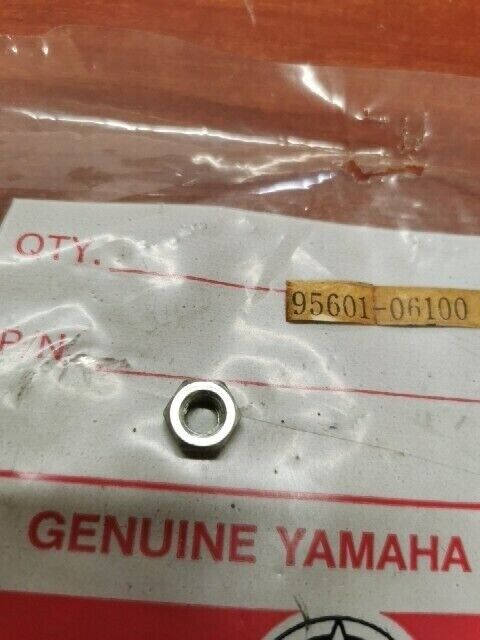 QTY.
95601-06100
P/N.
GENUINE YAMAHA